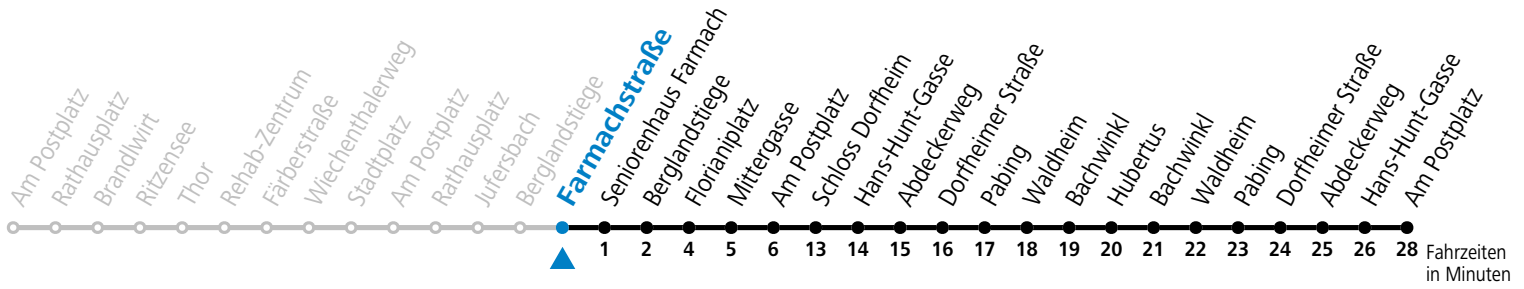 Am Postplatz
Rathausplatz
Brandlwirt
Ritzensee
Thor
Rehab-Zentrum
Färberstraße
Wiechenthalerweg
Stadtplatz
Am Postplatz
Rathausplatz
Jufersbach
Berglandstiege
Farmachstraße
Seniorenhaus Farmach
Berglandstiege
Florianiplatz
Mittergasse
Am Postplatz
Schloss Dorfheim
Hans-Hunt-Gasse
Abdeckerweg
Dorfheimer Straße
Pabing
Waldheim
Bachwinkl
Hubertus
Bachwinkl
Waldheim
Pabing
Dorfheimer Straße
Abdeckerweg
Hans-Hunt-Gasse
Am Postplatz
1 2 4 5 6 13 14 15 16 17 18 19 20 21 22 23 24 25 26 28 Fahrzeiten
in Minuten